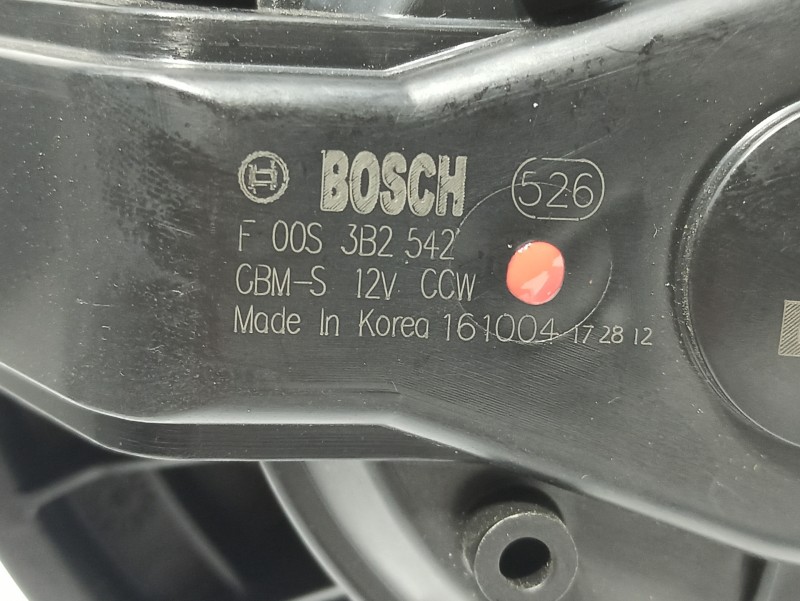 BOSCH 526
F 00S 3B2 542
CBM-S 12V CCW
Made In Korea 161004 17 28 12